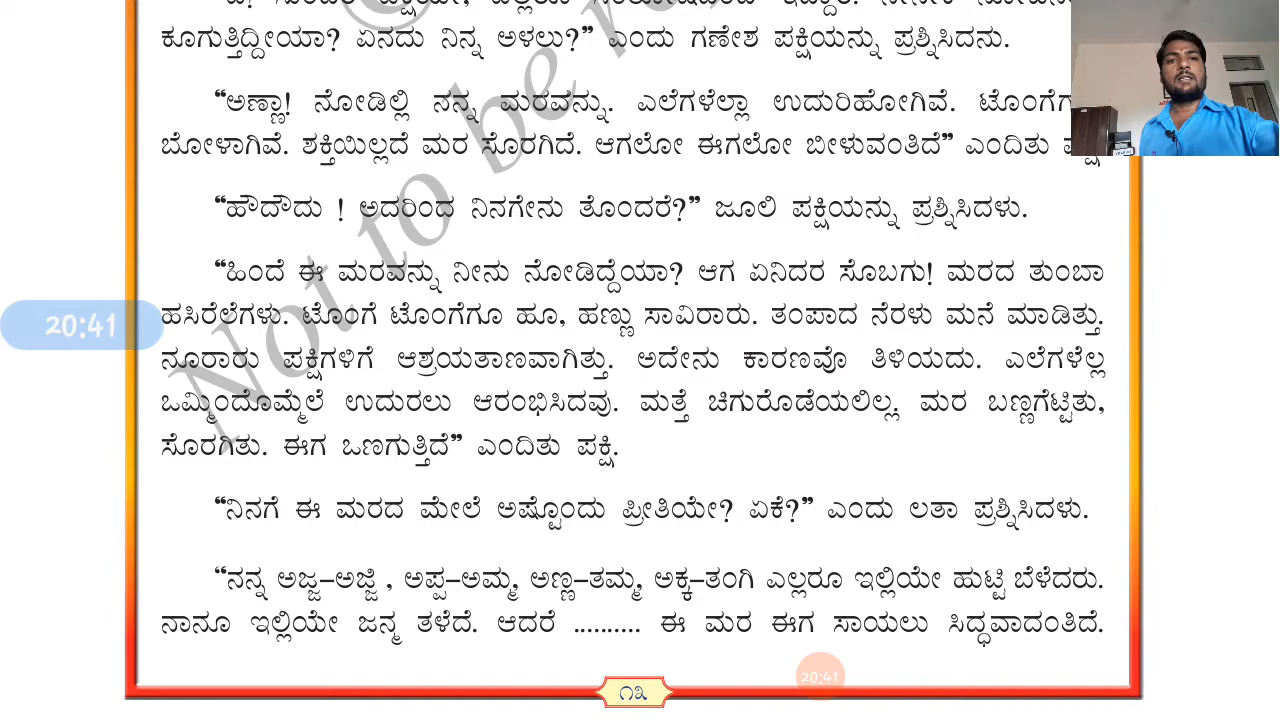 ಕೂಗುತ್ತಿದ್ದೀಯಾ? ಏನದು ನಿನ್ನ ಅಳಲು?” ಎಂದು ಗಣೇಶ ಪಕ್ಷಿಯನ್ನು ಪ್ರಶ್ನಿಸಿದನು.
“ಅಣ್ಣಾ! ನೋಡಿಲ್ಲಿ ನನ್ನ ಮರವನ್ನು. ಎಲೆಗಳೆಲ್ಲಾ ಉದುರಿಹೋಗಿವೆ.
ಬೋಳಾಗಿವೆ. ಶಕ್ತಿಯಿಲ್ಲದೆ ಮರ ಸೊರಗಿದೆ. ಆಗಲೋ ಈಗಲೋ ಬೀಳುವಂತಿದೆ” ಎಂದಿತು
“ಹೌದೌದು ! ಅದರಿಂದ ನಿನಗೇನು ತೊಂದರೆ?” ಜೂಲಿ ಪಕ್ಷಿಯನ್ನು ಪ್ರಶ್ನಿಸಿದಳು.
“ಹಿಂದೆ ಈ ಮರವನ್ನು ನೀನು ನೋಡಿದ್ದೆಯಾ? ಆಗ ಏನಿದರ ಸೊಬಗು! ಮರದ ತುಂಬಾ
20:41 ಹಸಿರೆಲೆಗಳು. ಟೊಂಗೆ ಟೊಂಗೆಗೂ ಹೂ, ಹಣ್ಣು ಸಾವಿರಾರು. ತಂಪಾದ ನೆರಳು ಮನೆ ಮಾಡಿತ್ತು.
ನೂರಾರು ಪಕ್ಷಿಗಳಿಗೆ ಆಶ್ರಯತಾಣವಾಗಿತ್ತು. ಅದೇನು ಕಾರಣವೊ ತಿಳಿಯದು. ಎಲೆಗಳೆಲ್ಲ
ಒಮ್ಮಿಂದೊಮ್ಮೆಲೆ ಉದುರಲು ಆರಂಭಿಸಿದವು. ಮತ್ತೆ ಚಿಗುರೊಡೆಯಲಿಲ್ಲ. ಮರ ಬಣ್ಣಗೆಟ್ಟಿತು,
ಸೊರಗಿತು. ಈಗ ಒಣಗುತ್ತಿದೆ” ಎಂದಿತು ಪಕ್ಷಿ.
“ನಿನಗೆ ಈ ಮರದ ಮೇಲೆ ಅಷ್ಟೊಂದು ಪ್ರೀತಿಯೇ? ಏಕೆ?” ಎಂದು ಲತಾ ಪ್ರಶ್ನಿಸಿದಳು.
“ನನ್ನ ಅಜ್ಜ–ಅಜ್ಜಿ , ಅಪ್ಪ–ಅಮ್ಮ, ಅಣ್ಣ–ತಮ್ಮ, ಅಕ್ಕ–ತಂಗಿ ಎಲ್ಲರೂ ಇಲ್ಲಿಯೇ ಹುಟ್ಟಿ ಬೆಳೆದರು.
ನಾನೂ ಇಲ್ಲಿಯೇ ಜನ್ಮ ತಳೆದೆ. ಆದರೆ .......... ಈ ಮರ ಈಗ ಸಾಯಲು ಸಿದ್ಧವಾದಂತಿದೆ.
20:41
೧೩
Not to be re